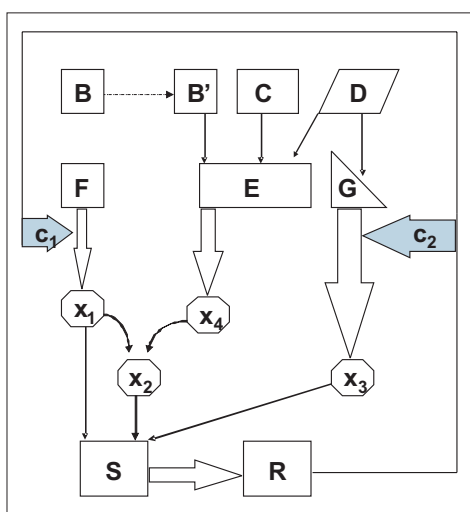 B B’ C D
F E G
c₁ c₂
x₁ x₄
x₂ x₃
S R